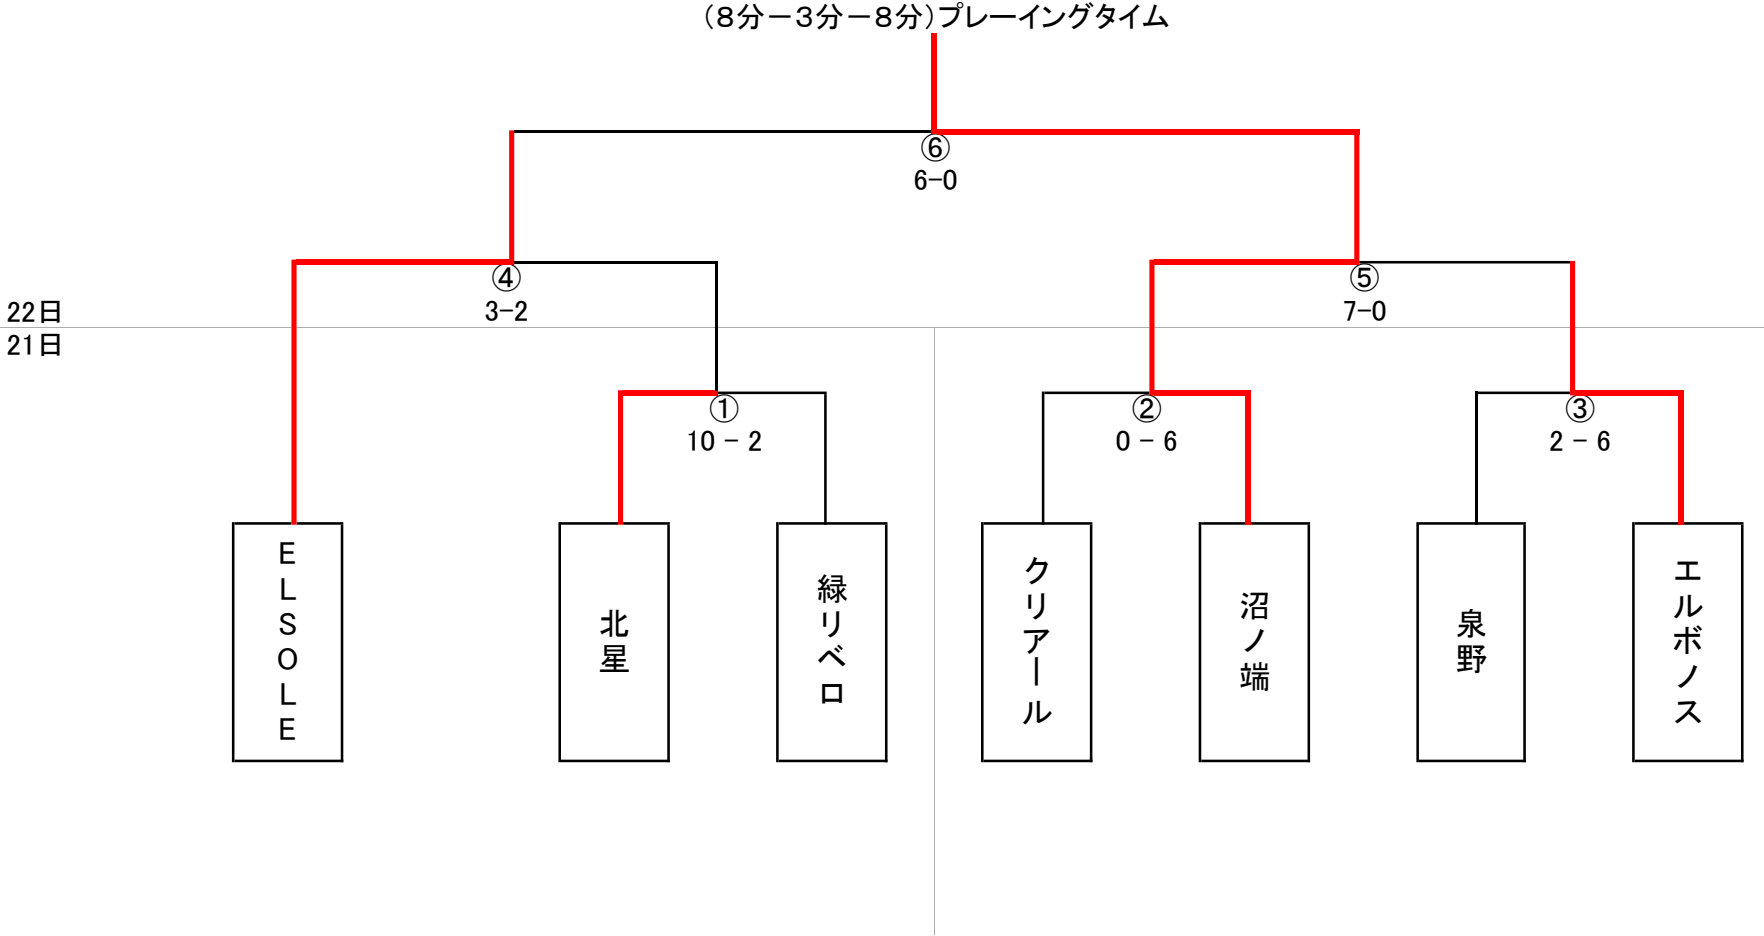 （８分－３分－８分）プレーイングタイム
⑥
6-0
④
3-2
⑤
7-0
22日
21日
①
10 - 2
②
0 - 6
③
2 - 6
ELSOLE
北星
緑リベロ
クリアール
沼ノ端
泉野
エルボノス